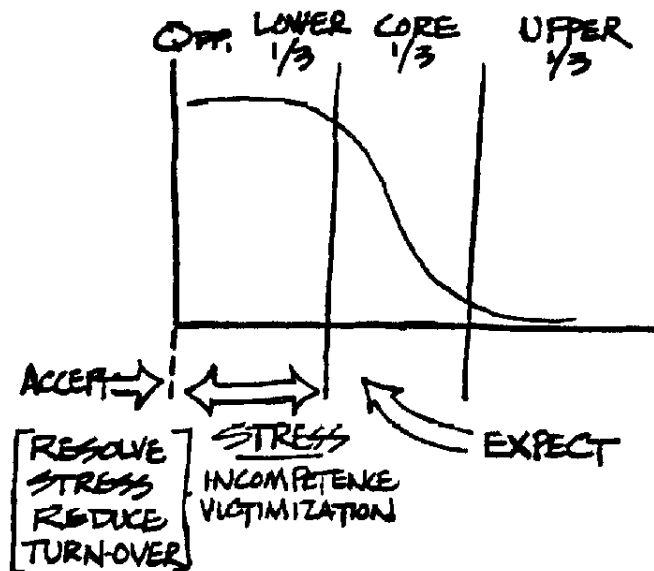 OPP. LOWER 1/3 CORE 1/3 UPPER 1/3
ACCEPT
STRESS
INCOMPETENCE
VICTIMIZATION
EXPECT
RESOLVE
STRESS
REDUCE
TURN-OVER